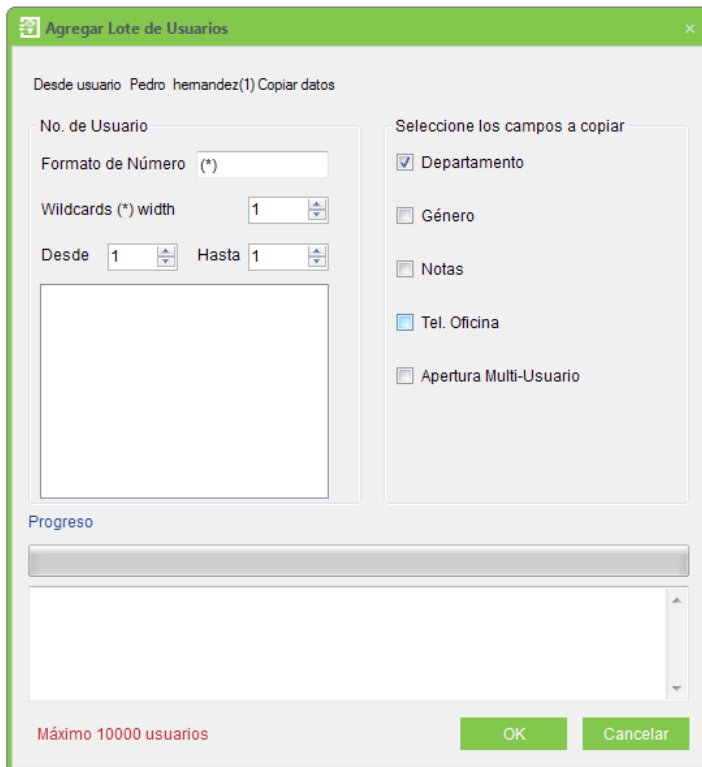 Agregar Lote de Usuarios
×
Desde usuario Pedro hernandez(1) Copiar datos
No. de Usuario
Formato de Número (*)
Wildcards (*) width 1
Desde 1 Hasta 1
Seleccione los campos a copiar
Departamento
Género
Notas
Tel. Oficina
Apertura Multi-Usuario
Progreso
Máximo 10000 usuarios
OK
Cancelar